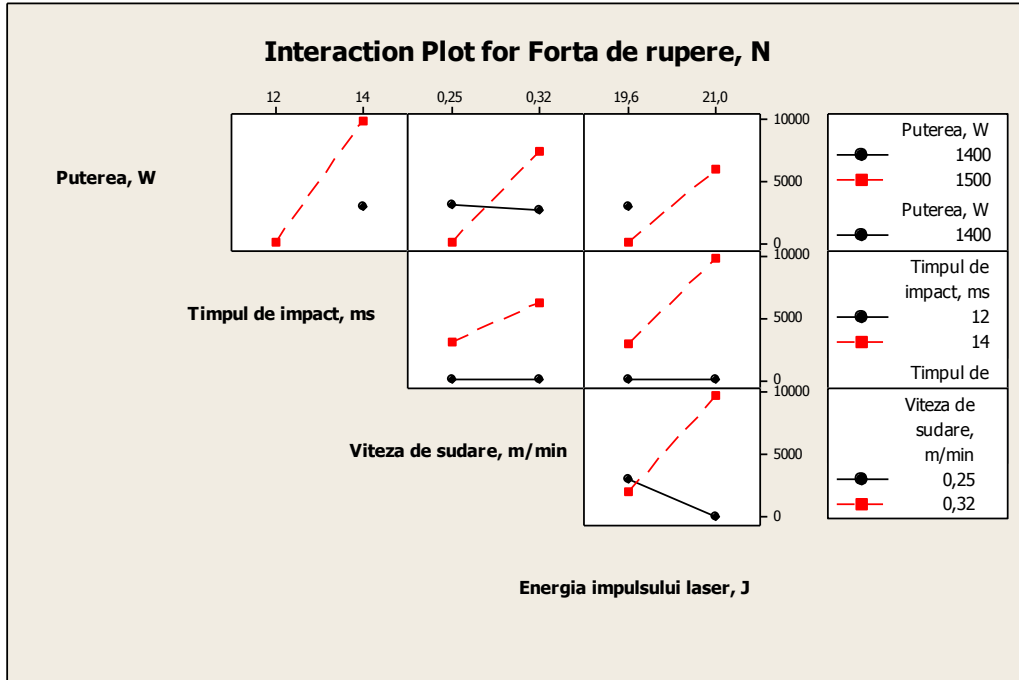 Interaction Plot for Forta de rupere, N
12 14 0,25 0,32 19,6 21,0
Puterea, W
10000
5000
0
Puterea, W
1400
1500
Puterea, W
1400
Timpul de impact, ms
10000
5000
0
Timpul de
impact, ms
12
14
Timpul de
Viteza de sudare, m/min
10000
5000
0
Viteza de
sudare,
m/min
0,25
0,32
Energia impulsului laser, J